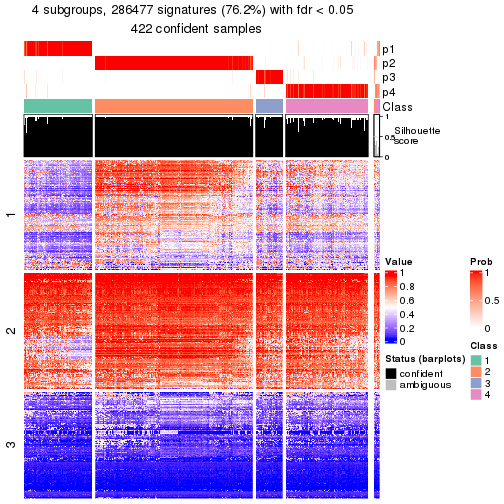 4 subgroups, 286477 signatures (76.2%) with fdr < 0.05
422 confident samples
p1
p2
p3
p4
Class
1
0.5
0
Silhouette
score
1
2
3
Value
1
0.8
0.6
0.4
0.2
0
Prob
1
0.5
0
Status (barplots)
confident
ambiguous
Class
1
2
3
4